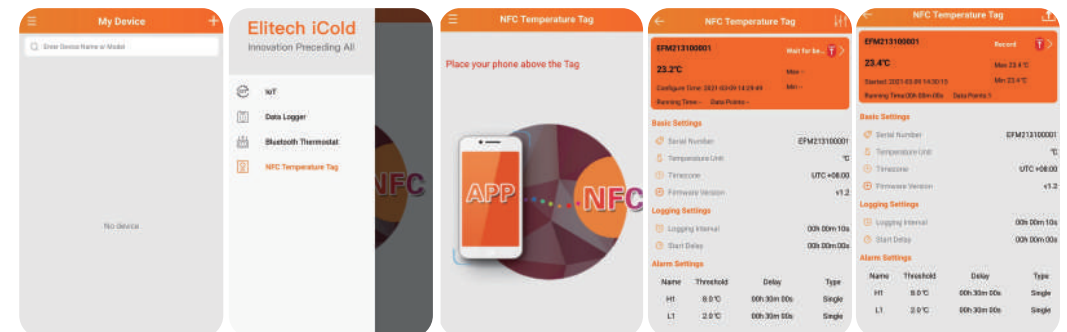 My Device
+
Enter Device Name or Model
No device
Elitech iCold
Innovation Preceding All
IoT
Data Logger
Bluetooth Thermostat
NFC Temperature Tag
NFC
NFC Temperature Tag
Place your phone above the Tag
APP
NFC
NFC Temperature Tag
EFM213100001 Wait for be...
23.2°C Max -
Configure Time: 2021-03-09 14:29:49 Min -
Running Time - Data Points -
Basic Settings
Serial Number EFM213100001
Temperature Unit °C
Timezone UTC +08:00
Firmware Version v1.2
Logging Settings
Logging Interval 00h 00m 10s
Start Delay 00h 00m 00s
Alarm Settings
Name Threshold Delay Type
H1 8.0°C 00h 30m 00s Single
L1 2.0°C 00h 30m 00s Single
NFC Temperature Tag
EFM213100001 Record
23.4°C Max 23.4°C
Started: 2021-03-09 14:30:15 Min 23.4°C
Running Time:00h 00m 00s Data Points:1
Basic Settings
Serial Number EFM213100001
Temperature Unit °C
Timezone UTC +08:00
Firmware Version v1.2
Logging Settings
Logging Interval 00h 00m 10s
Start Delay 00h 00m 00s
Alarm Settings
Name Threshold Delay Type
H1 8.0°C 00h 30m 00s Single
L1 2.0°C 00h 30m 00s Single